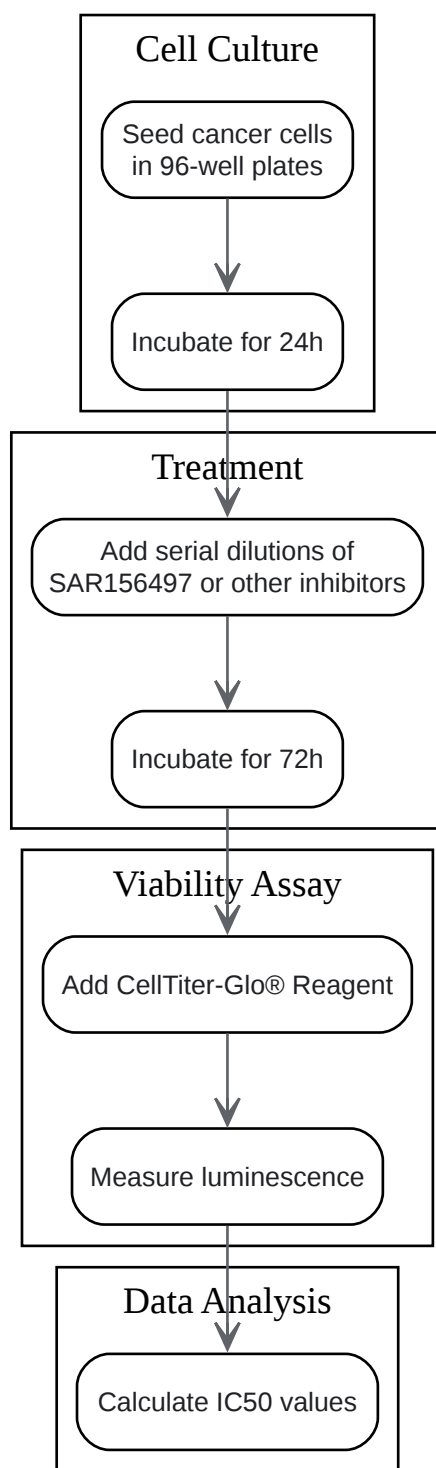 Cell Culture
Seed cancer cells
in 96-well plates
Incubate for 24h
Treatment
Add serial dilutions of
SAR156497 or other inhibitors
Incubate for 72h
Viability Assay
Add CellTiter-Glo® Reagent
Measure luminescence
Data Analysis
Calculate IC50 values